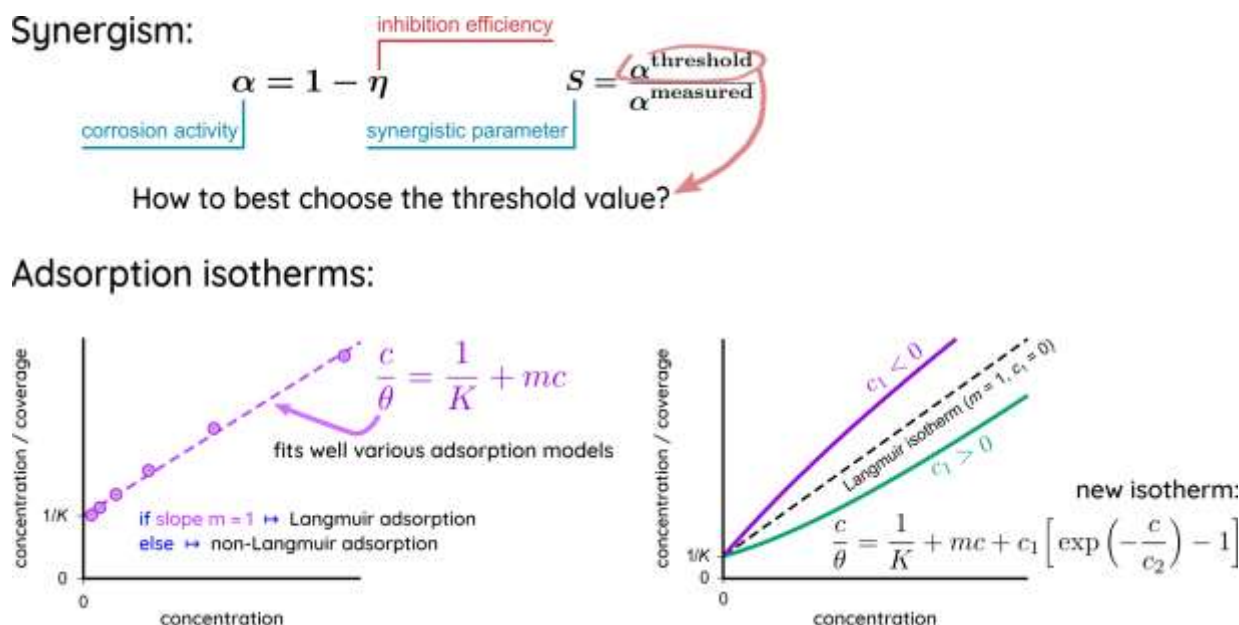 Synergism:
inhibition efficiency
α = 1 − η
S = α^threshold / α^measured
corrosion activity
synergistic parameter
How to best choose the threshold value?
Adsorption isotherms:
concentration / coverage
c/θ = 1/K + mc
fits well various adsorption models
1/K
if slope m = 1 ↦ Langmuir adsorption
else ↦ non-Langmuir adsorption
0
0
concentration
concentration / coverage
c₁ < 0
Langmuir isotherm (m = 1, c₁ = 0)
c₁ > 0
new isotherm:
c/θ = 1/K + mc + c₁ [exp(−c/c₂) − 1]
1/K
0
0
concentration